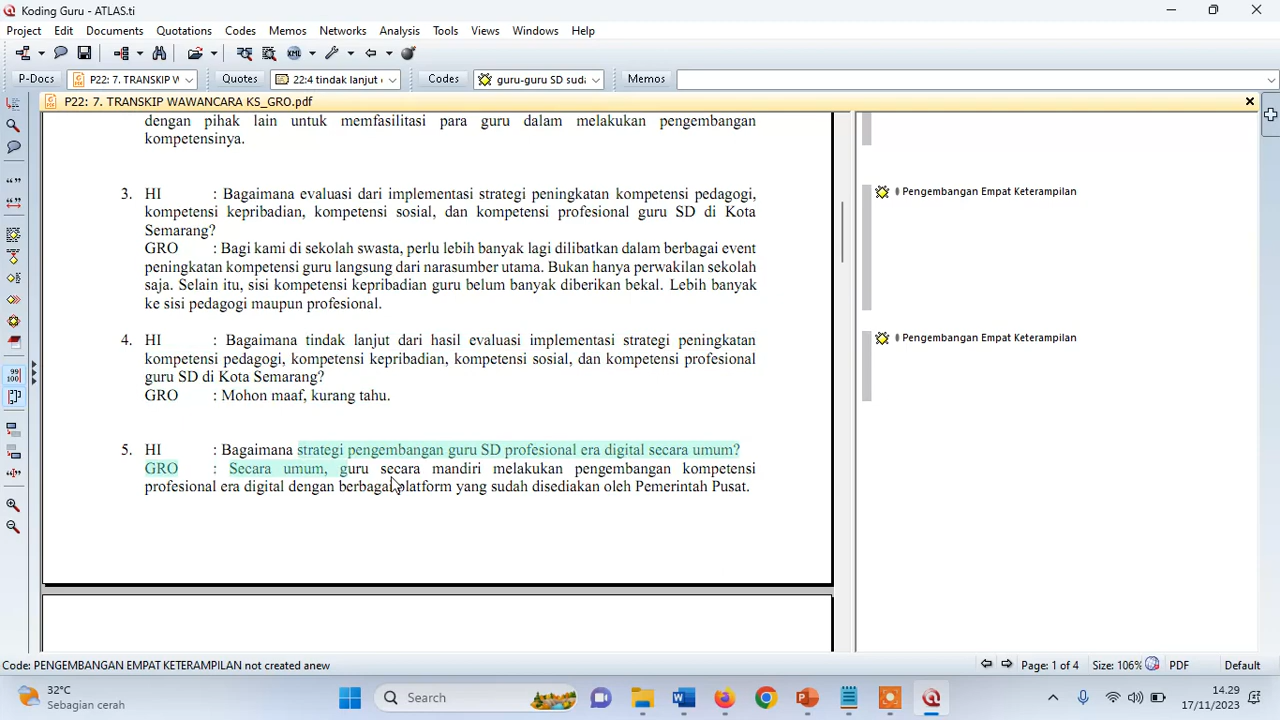 Koding Guru - ATLAS.ti
Project Edit Documents Quotations Codes Memos Networks Analysis Tools Views Windows Help
P-Docs P22: 7. TRANSKIP W Quotes 22:4 tindak lanjut Codes guru-guru SD sud Memos
P22: 7. TRANSKIP WAWANCARA KS_GRO.pdf
dengan pihak lain untuk memfasilitasi para guru dalam melakukan pengembangan
kompetensinya.
3. HI : Bagaimana evaluasi dari implementasi strategi peningkatan kompetensi pedagogi,
kompetensi kepribadian, kompetensi sosial, dan kompetensi profesional guru SD di Kota
Semarang?
GRO : Bagi kami di sekolah swasta, perlu lebih banyak lagi dilibatkan dalam berbagai event
peningkatan kompetensi guru langsung dari narasumber utama. Bukan hanya perwakilan sekolah
saja. Selain itu, sisi kompetensi kepribadian guru belum banyak diberikan bekal. Lebih banyak
ke sisi pedagogi maupun profesional.
4. HI : Bagaimana tindak lanjut dari hasil evaluasi implementasi strategi peningkatan
kompetensi pedagogi, kompetensi kepribadian, kompetensi sosial, dan kompetensi profesional
guru SD di Kota Semarang?
GRO : Mohon maaf, kurang tahu.
5. HI : Bagaimana strategi pengembangan guru SD profesional era digital secara umum?
GRO : Secara umum, guru secara mandiri melakukan pengembangan kompetensi
profesional era digital dengan berbagai platform yang sudah disediakan oleh Pemerintah Pusat.
Pengembangan Empat Keterampilan
Pengembangan Empat Keterampilan
Code: PENGEMBANGAN EMPAT KETERAMPILAN not created anew
Page: 1 of 4 Size: 106% PDF Default
32°C
Sebagian cerah
Search
14.29
17/11/2023